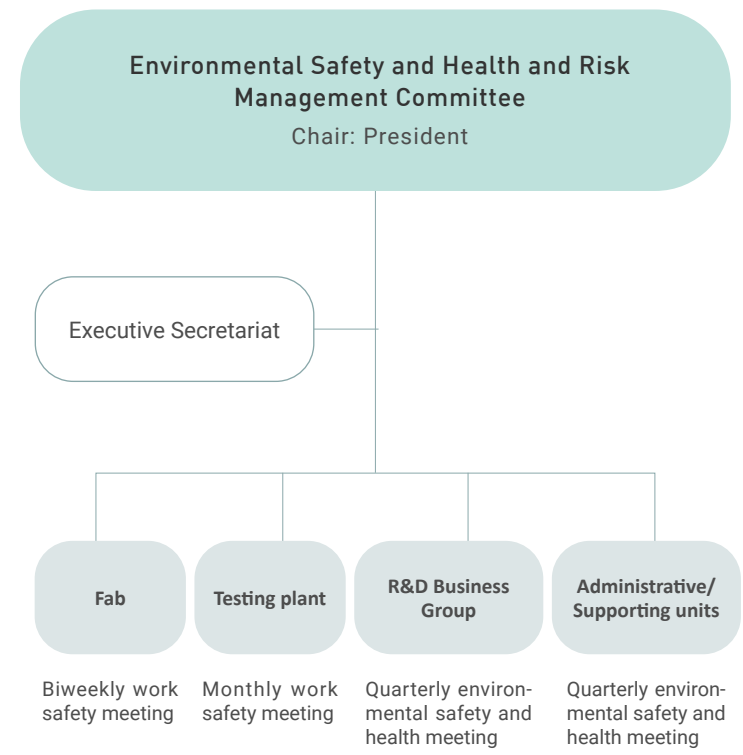 Environmental Safety and Health and Risk
Management Committee
Chair: President
Executive Secretariat
Fab
Testing plant
R&D Business
Group
Administrative/
Supporting units
Biweekly work
safety meeting
Monthly work
safety meeting
Quarterly environ-
mental safety and
health meeting
Quarterly environ-
mental safety and
health meeting